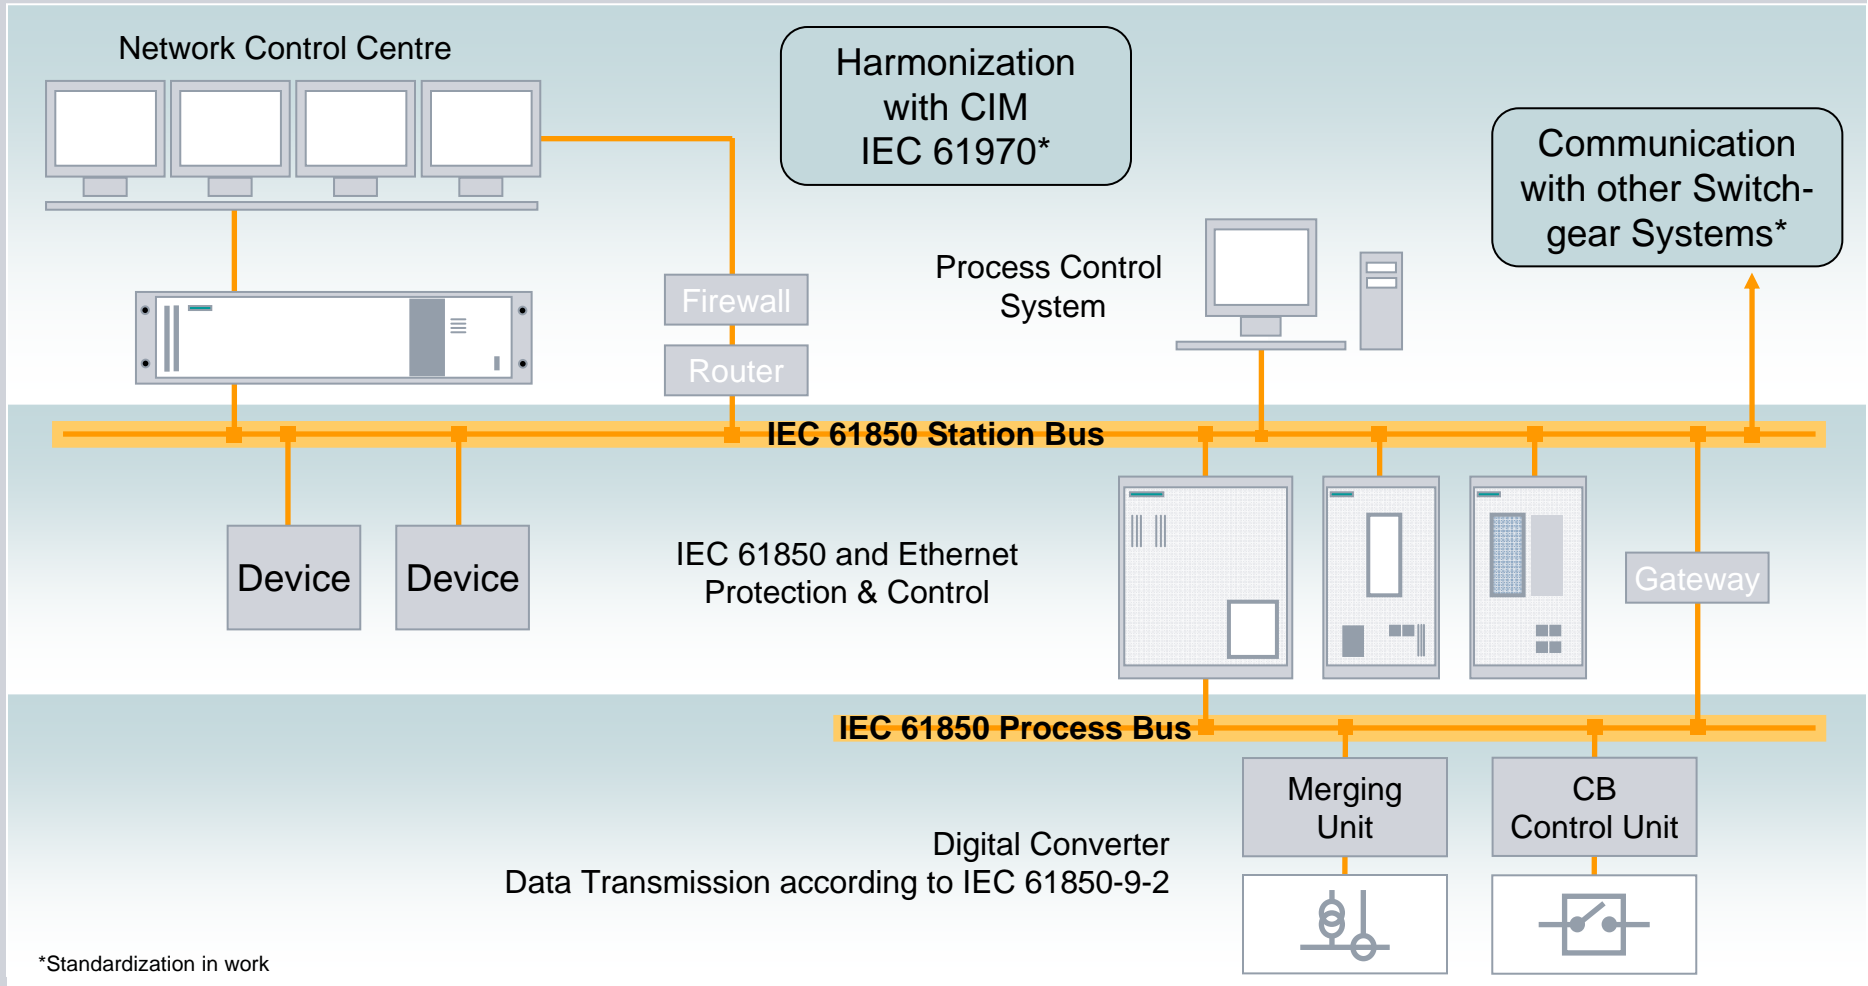 Network Control Centre
Harmonization
with CIM
IEC 61970*
Communication
with other Switch-
gear Systems*
Process Control
System
Firewall
Router
IEC 61850 Station Bus
Device
Device
IEC 61850 and Ethernet
Protection & Control
Gateway
IEC 61850 Process Bus
Merging
Unit
CB
Control Unit
Digital Converter
Data Transmission according to IEC 61850-9-2
*Standardization in work